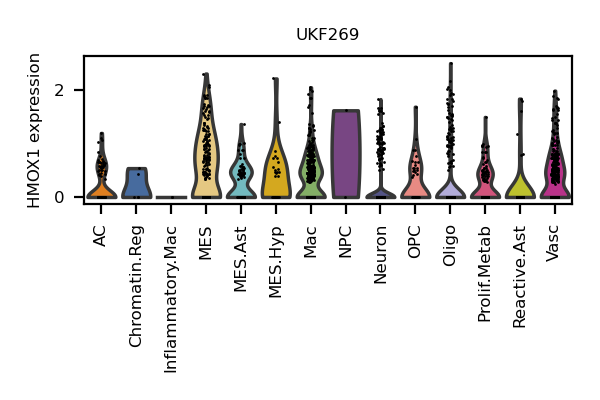 UKF269
HMOX1 expression
2
0
AC
Chromatin.Reg
Inflammatory.Mac
MES
MES.Ast
MES.Hyp
Mac
NPC
Neuron
OPC
Oligo
Prolif.Metab
Reactive.Ast
Vasc